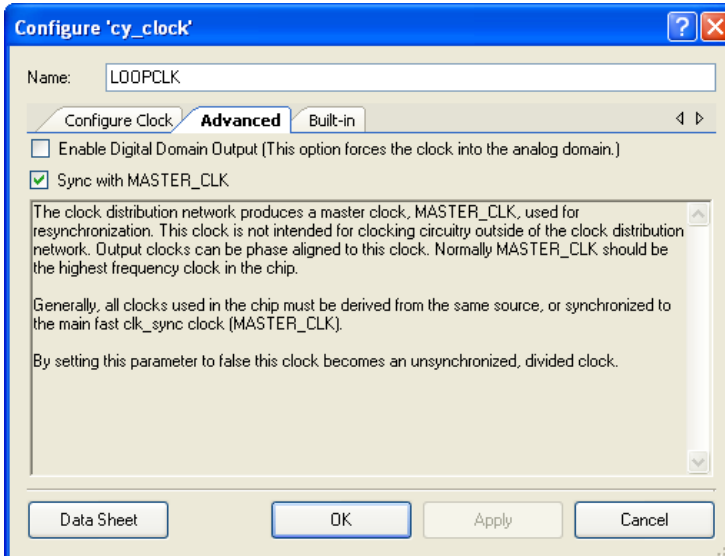 Configure 'cy_clock'
Name: LOOPCLK
Configure Clock Advanced Built-in
Enable Digital Domain Output (This option forces the clock into the analog domain.)
Sync with MASTER_CLK
The clock distribution network produces a master clock, MASTER_CLK, used for
resynchronization. This clock is not intended for clocking circuitry outside of the clock distribution
network. Output clocks can be phase aligned to this clock. Normally MASTER_CLK should be
the highest frequency clock in the chip.
Generally, all clocks used in the chip must be derived from the same source, or synchronized to
the main fast clk_sync clock (MASTER_CLK).
By setting this parameter to false this clock becomes an unsynchronized, divided clock.
Data Sheet OK Apply Cancel